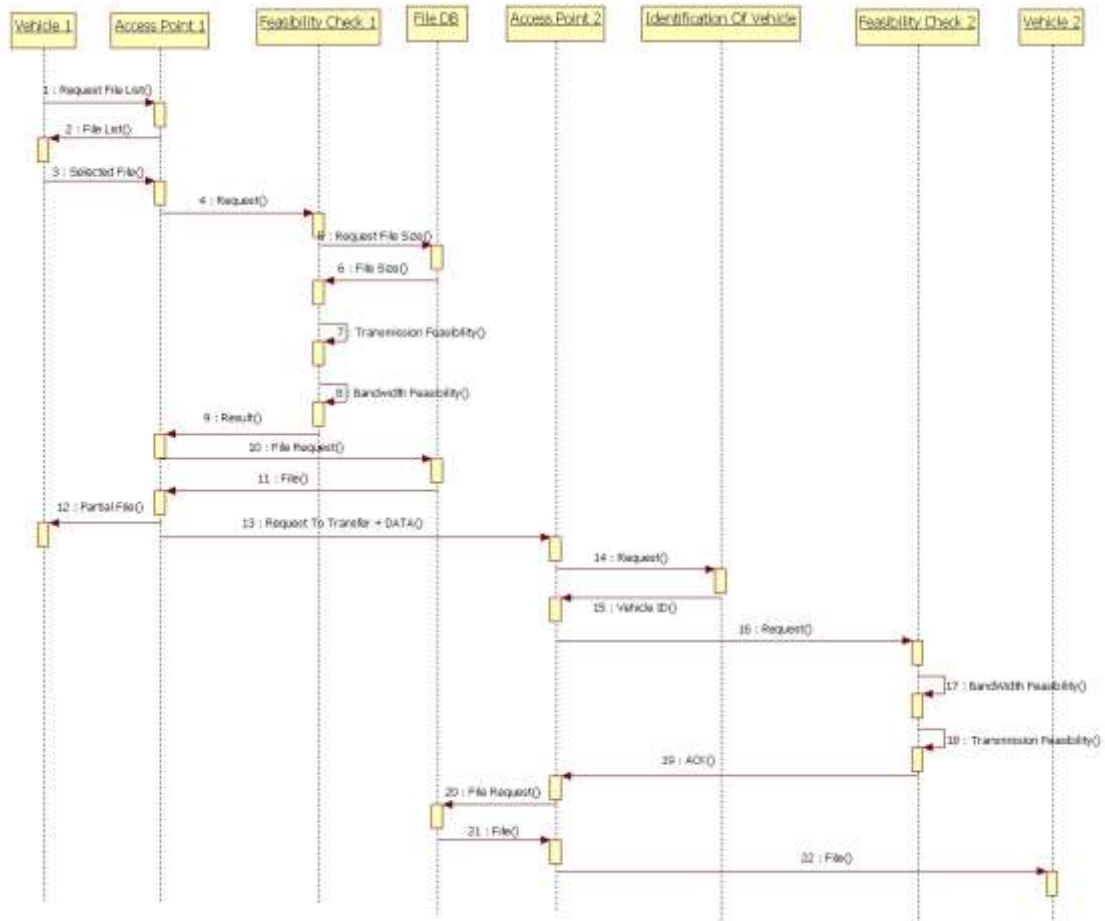 Vehicle 1
Access Point 1
Feasibility Check 1
File DB
Access Point 2
Identification Of Vehicle
Feasibility Check 2
Vehicle 2
1 : Request File List()
2 : File List()
3 : Selected File()
4 : Request()
5 : Request File Size()
6 : File Size()
7 : Transmission Feasibility()
8 : Bandwidth Feasibility()
9 : Result()
10 : File Request()
11 : File()
12 : Partial File()
13 : Request To Transfer + DATA()
14 : Request()
15 : Vehicle ID()
16 : Request()
17 : BandWidth Feasibility()
18 : Transmission Feasibility()
19 :
20 : File Request()
21 : File()
22 : File()